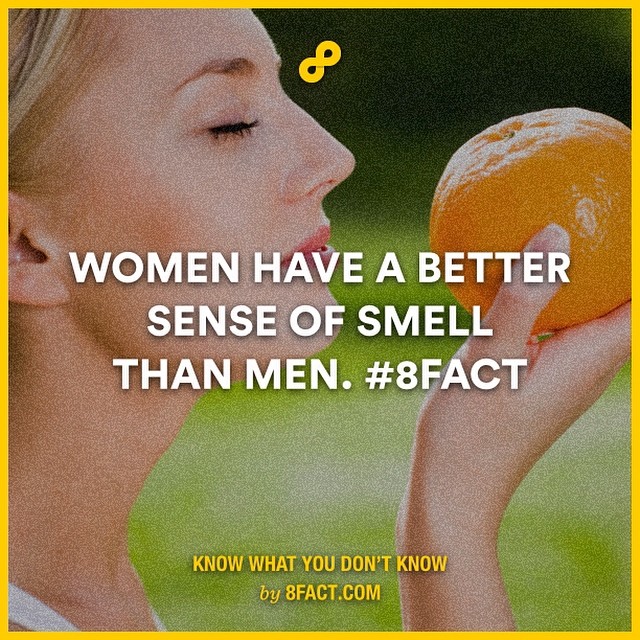 WOMEN HAVE A BETTER
SENSE OF SMELL
THAN MEN. #8FACT
KNOW WHAT YOU DON'T KNOW
by 8FACT.COM